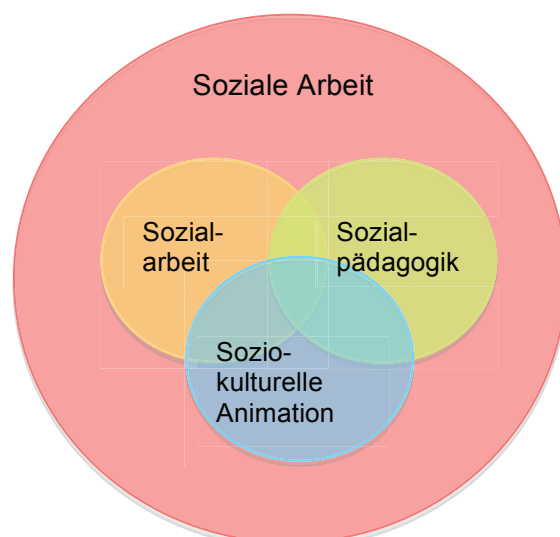 Soziale Arbeit
Sozial-
arbeit
Sozial-
pädagogik
Sozio-
kulturelle
Animation